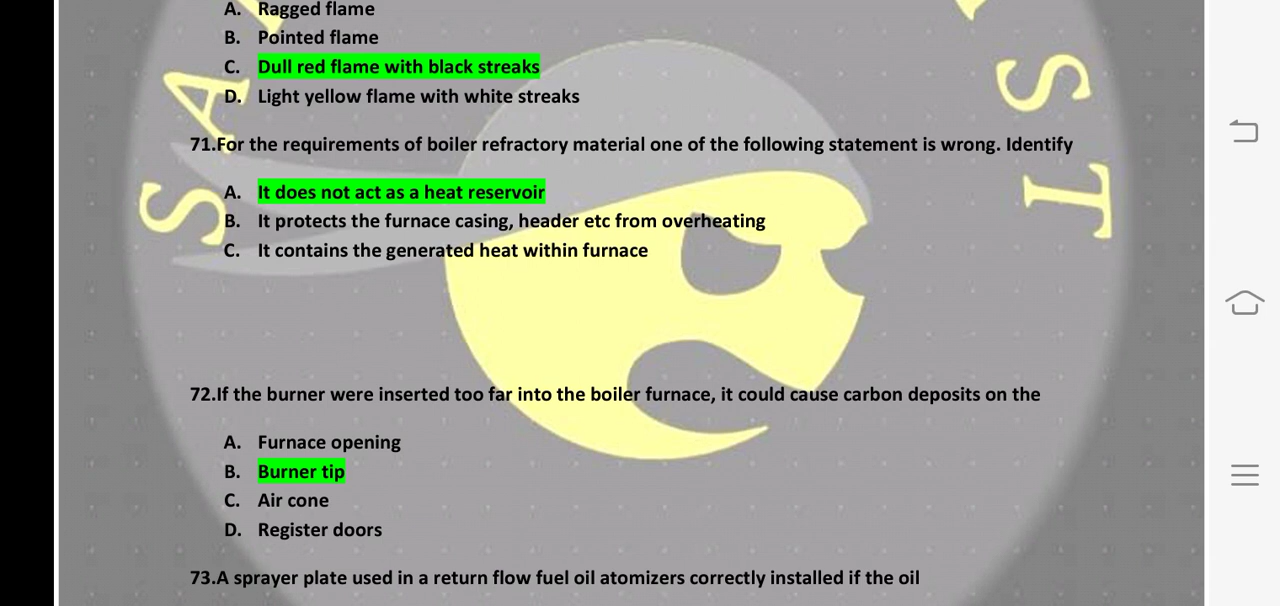 A. Ragged flame
B. Pointed flame
C. Dull red flame with black streaks
D. Light yellow flame with white streaks
71.For the requirements of boiler refractory material one of the following statement is wrong. Identify
A. It does not act as a heat reservoir
B. It protects the furnace casing, header etc from overheating
C. It contains the generated heat within furnace
72.If the burner were inserted too far into the boiler furnace, it could cause carbon deposits on the
A. Furnace opening
B. Burner tip
C. Air cone
D. Register doors
73.A sprayer plate used in a return flow fuel oil atomizers correctly installed if the oil